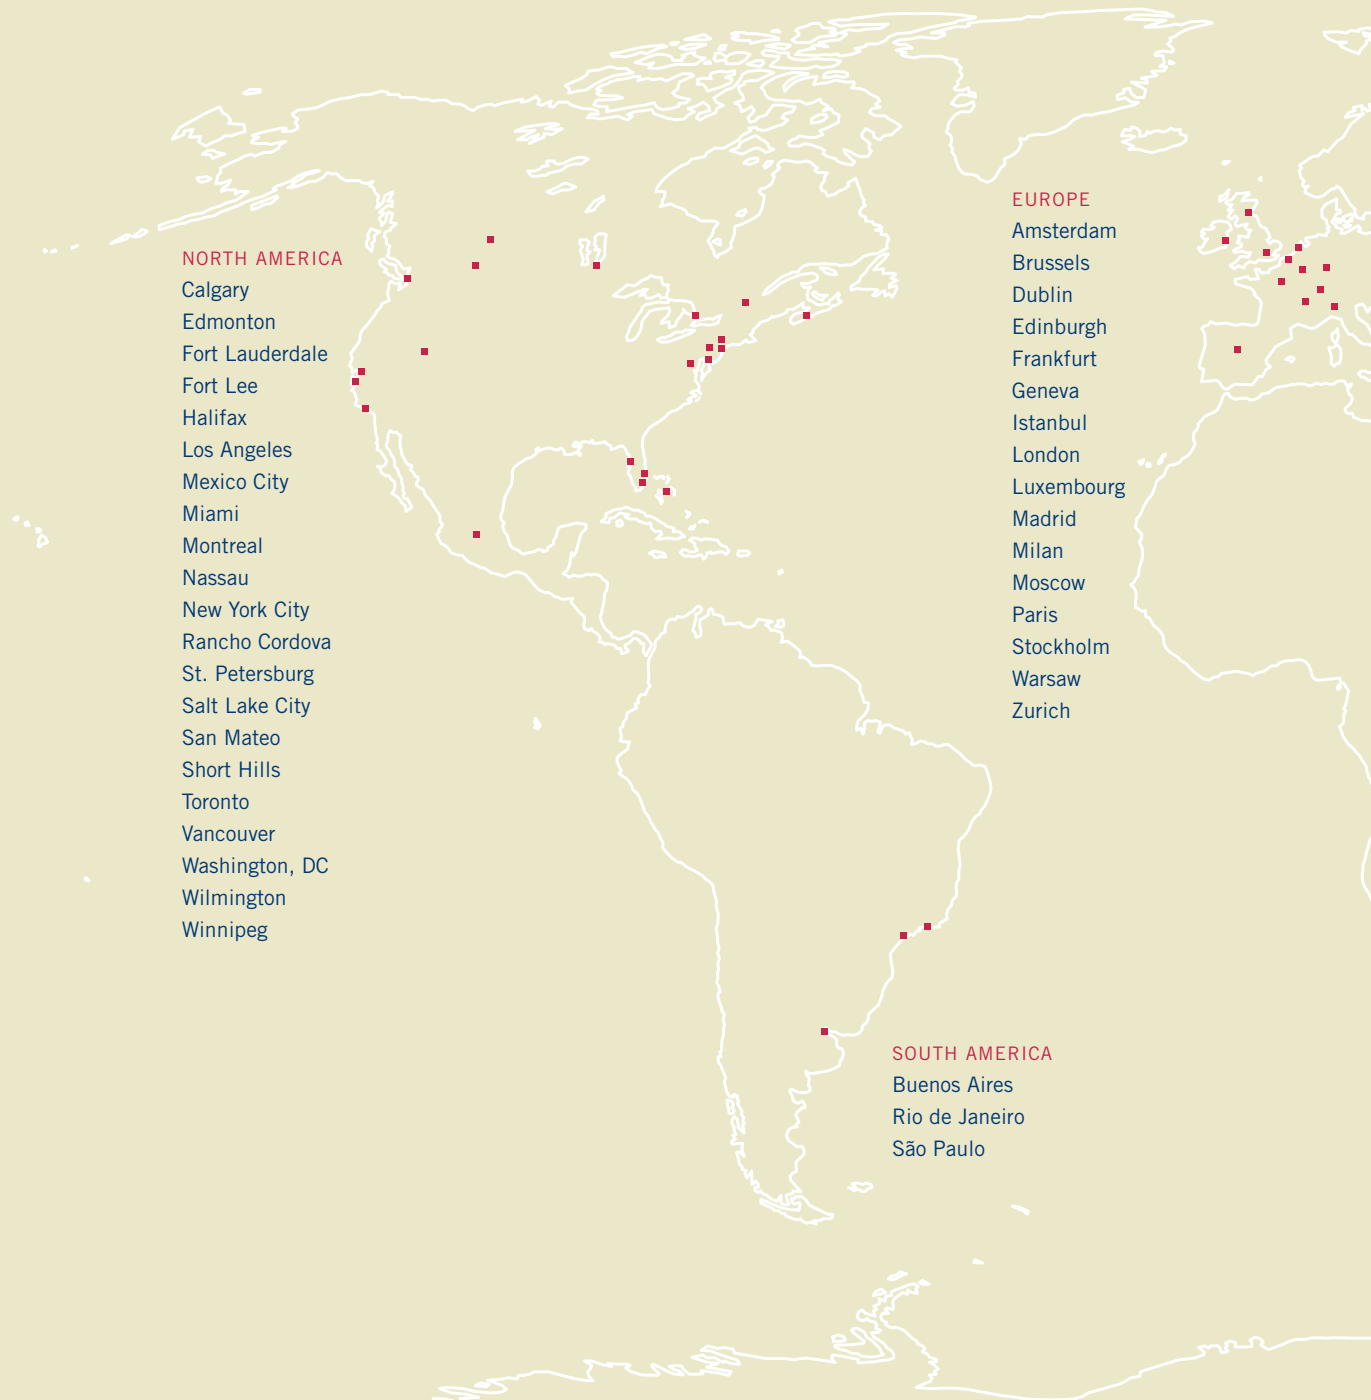 NORTH AMERICA
Calgary
Edmonton
Fort Lauderdale
Fort Lee
Halifax
Los Angeles
Mexico City
Miami
Montreal
Nassau
New York City
Rancho Cordova
St. Petersburg
Salt Lake City
San Mateo
Short Hills
Toronto
Vancouver
Washington, DC
Wilmington
Winnipeg
EUROPE
Amsterdam
Brussels
Dublin
Edinburgh
Frankfurt
Geneva
Istanbul
London
Luxembourg
Madrid
Milan
Moscow
Paris
Stockholm
Warsaw
Zurich
SOUTH AMERICA
Buenos Aires
Rio de Janeiro
São Paulo